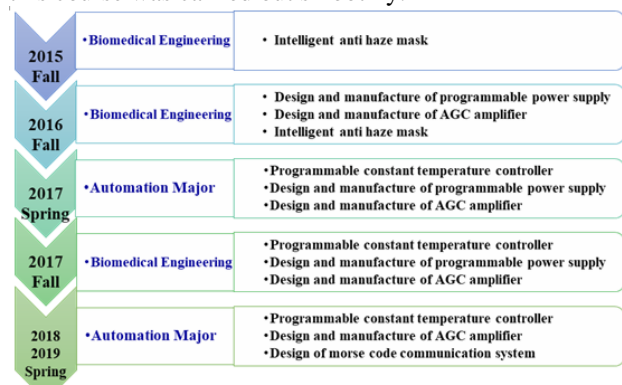 2015
Fall
•Biomedical Engineering
• Intelligent anti haze mask
2016
Fall
•Biomedical Engineering
• Design and manufacture of programmable power supply
• Design and manufacture of AGC amplifier
• Intelligent anti haze mask
2017
Spring
•Automation Major
•Programmable constant temperature controller
•Design and manufacture of programmable power supply
•Design and manufacture of AGC amplifier
2017
Fall
•Biomedical Engineering
•Programmable constant temperature controller
•Design and manufacture of programmable power supply
•Design and manufacture of AGC amplifier
2018
2019
Spring
•Automation Major
•Programmable constant temperature controller
•Design and manufacture of AGC amplifier
•Design of morse code communication system